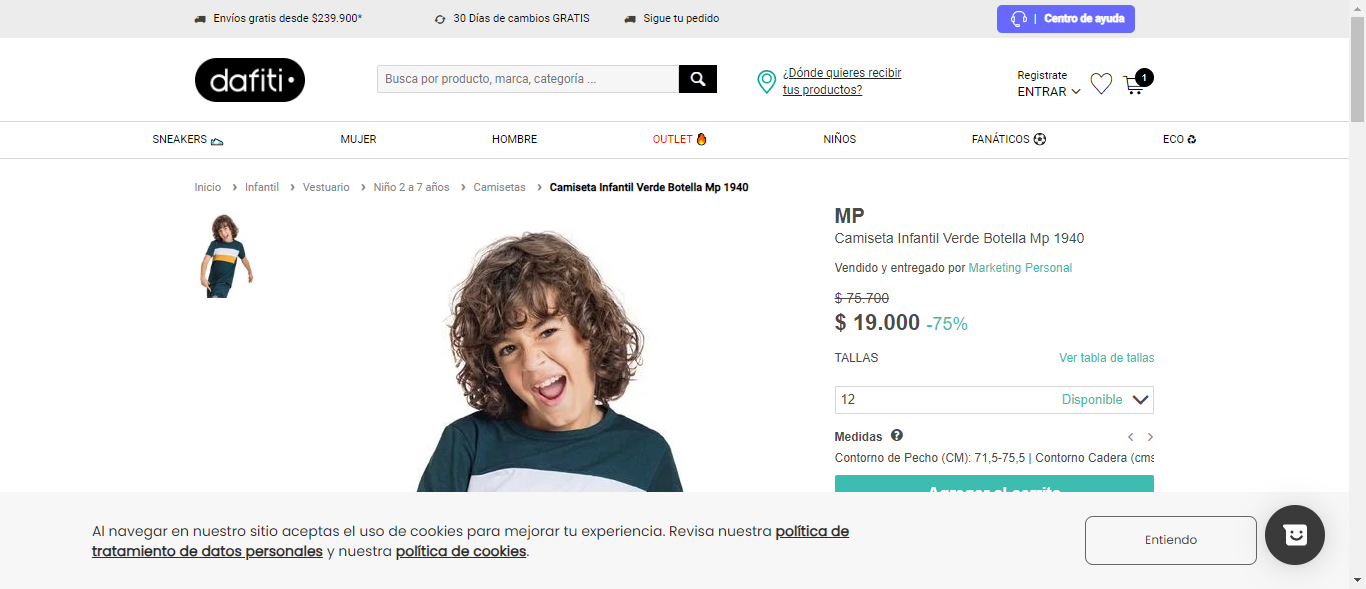 Envíos gratis desde $239.900*
30 Días de cambios GRATIS
Sigue tu pedido
| Centro de ayuda
dafiti
Busca por producto, marca, categoría ...
¿Dónde quieres recibir
tus productos?
Registrate
ENTRAR
1
SNEAKERS
MUJER
HOMBRE
OUTLET
NIÑOS
FANÁTICOS
ECO
Inicio › Infantil › Vestuario › Niño 2 a 7 años › Camisetas › Camiseta Infantil Verde Botella Mp 1940
MP
Camiseta Infantil Verde Botella Mp 1940
Vendido y entregado por Marketing Personal
$ 75.700
$ 19.000 -75%
TALLAS
Ver tabla de tallas
12
Disponible
Medidas
Contorno de Pecho (CM): 71,5-75,5 | Contorno Cadera (cms
Agregar al carrito
Al navegar en nuestro sitio aceptas el uso de cookies para mejorar tu experiencia. Revisa nuestra política de
tratamiento de datos personales y nuestra política de cookies.
Entiendo